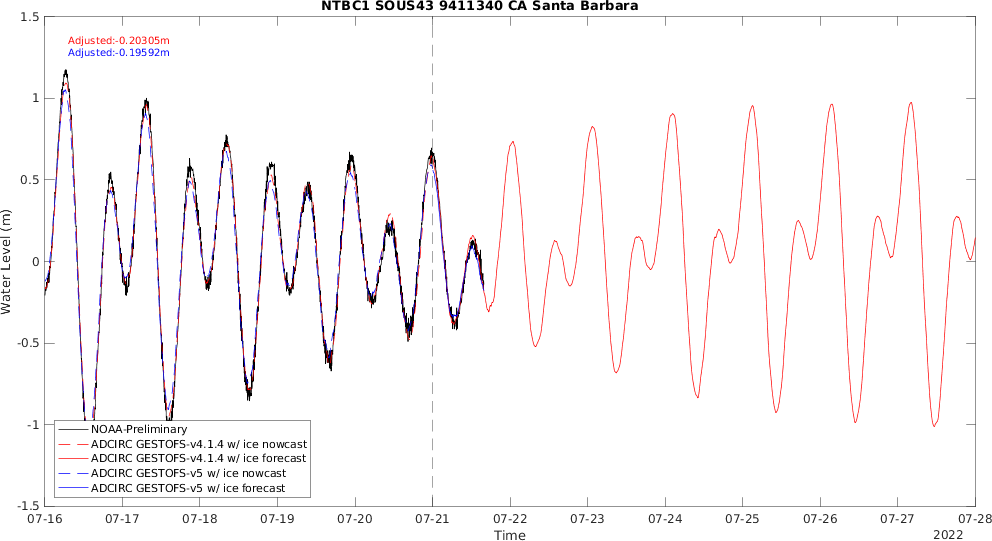 NTBC1 SOUS43 9411340 CA Santa Barbara
Adjusted:-0.20305m
Adjusted:-0.19592m
1.5
1
0.5
0
-0.5
-1
-1.5
Water Level (m)
NOAA-Preliminary
ADCIRC GESTOFS-v4.1.4 w/ ice nowcast
ADCIRC GESTOFS-v4.1.4 w/ ice forecast
ADCIRC GESTOFS-v5 w/ ice nowcast
ADCIRC GESTOFS-v5 w/ ice forecast
07-16 07-17 07-18 07-19 07-20 07-21 07-22 07-23 07-24 07-25 07-26 07-27 07-28
Time
2022